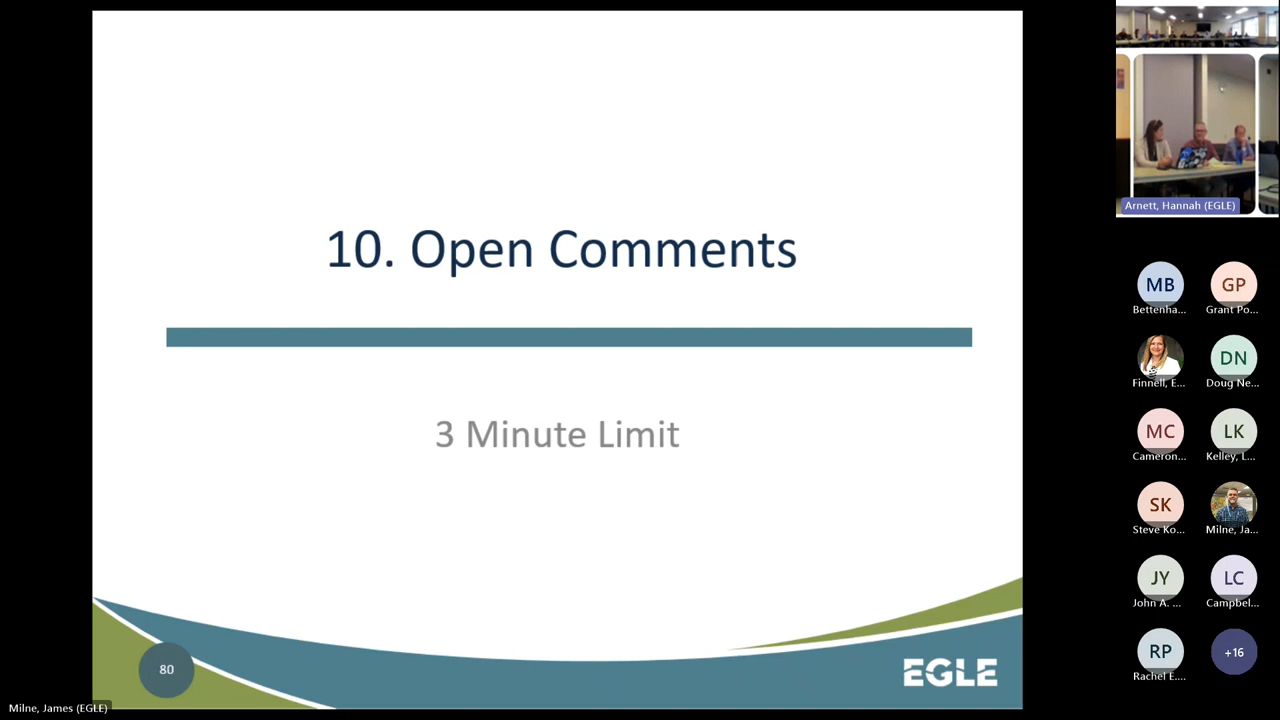 10. Open Comments
3 Minute Limit
80
EGLE
Milne, James (EGLE)
Arnett, Hannah (EGLE)
MB
Bettenha...
GP
Grant Po...
Finnell, E...
DN
Doug Ne...
MC
Cameron...
LK
Kelley, L...
SK
Steve Ko...
Milne, Ja...
JY
John A. ...
LC
Campbel...
RP
Rachel E....
+16